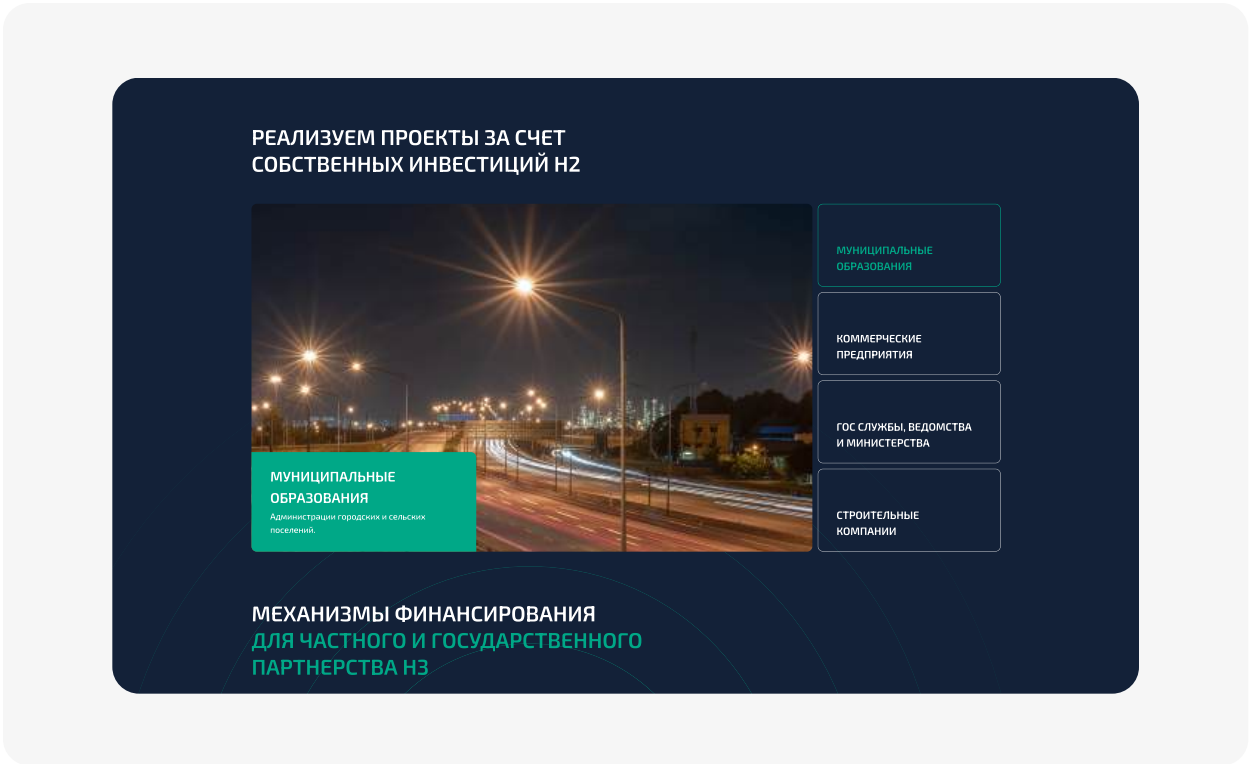 РЕАЛИЗУЕМ ПРОЕКТЫ ЗА СЧЕТ
СОБСТВЕННЫХ ИНВЕСТИЦИЙ H2
МУНИЦИПАЛЬНЫЕ
ОБРАЗОВАНИЯ
Администрации городских и сельских
поселений.
МУНИЦИПАЛЬНЫЕ
ОБРАЗОВАНИЯ
КОММЕРЧЕСКИЕ
ПРЕДПРИЯТИЯ
ГОС СЛУЖБЫ, ВЕДОМСТВА
И МИНИСТЕРСТВА
СТРОИТЕЛЬНЫЕ
КОМПАНИИ
МЕХАНИЗМЫ ФИНАНСИРОВАНИЯ
ДЛЯ ЧАСТНОГО И ГОСУДАРСТВЕННОГО
ПАРТНЕРСТВА H3